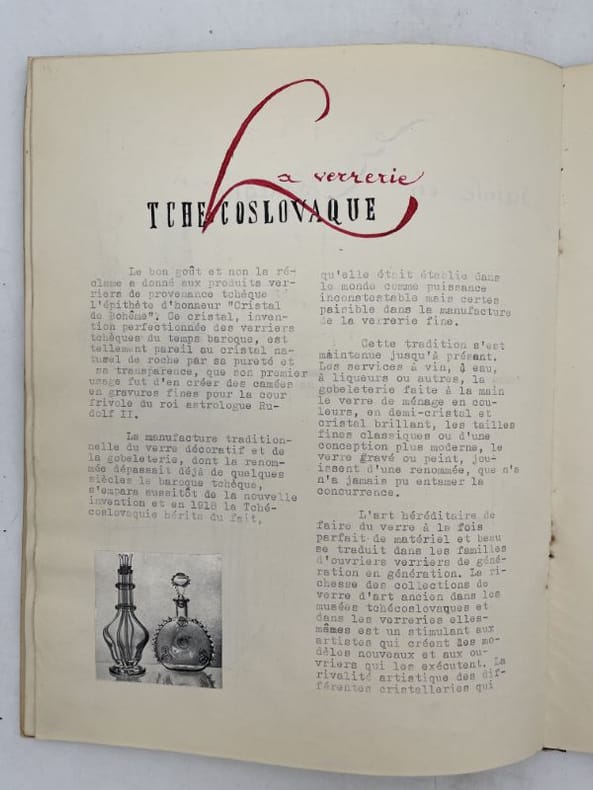 La verrerie
TCHECOSLOVAQUE
Le bon goût et non la ré-
clame a donné aux produits ver-
riers de provenance tchèque
l'épithète d'honneur "Cristal
de Bohême". Ce cristal, inven-
tion perfectionnée des verriers
tchèques du temps baroque, est
tellement pareil au cristal na-
turel de roche par sa pureté et
sa transparence, que son premier
usage fut d'en créer des camées
en gravures fines pour la cour
frivole du roi astrologue Ru-
dolf II.
La manufacture tradition-
nelle du verre décoratif et de
la gobeleterie, dont la renom-
mée dépassait déjà de quelques
siècles le baroque tchèque,
s'empara aussitôt de la nouvelle
invention et en 1918 la Tché-
coslovaquie hérita du fait,
qu'elle était établie dans
le monde comme puissance
inconstestable mais certes
paisible dans la manufacture
de la verrerie fine.
Cette tradition s'est
maintenue jusqu'à présent.
Les services à vin, à eau,
à liqueurs ou autres, la
gobeleterie faite à la main
le verre de ménage en cou-
leurs, en demi-cristal et
cristal brillant, les tailles
fines classiques ou d'une
conception plus moderne, le
verre gravé ou peint, jou-
issent d'une renommée, que n's
n'a jamais pu entamer la
concurrence.
L'art héréditaire de
faire du verre à la fois
parfait de matériel et beau
se traduit dans les familles
d'ouvriers verriers de géné-
ration en génération. La ri-
chesse des collections de
verre d'art ancien dans les
musées tchécoslovaques et
dans les verreries elles-
mêmes est un stimulant aux
artistes qui créent des mo-
dèles nouveaux et aux ou-
vriers qui les exécutent. La
rivalité artistique des dif-
férentes cristalleries qui